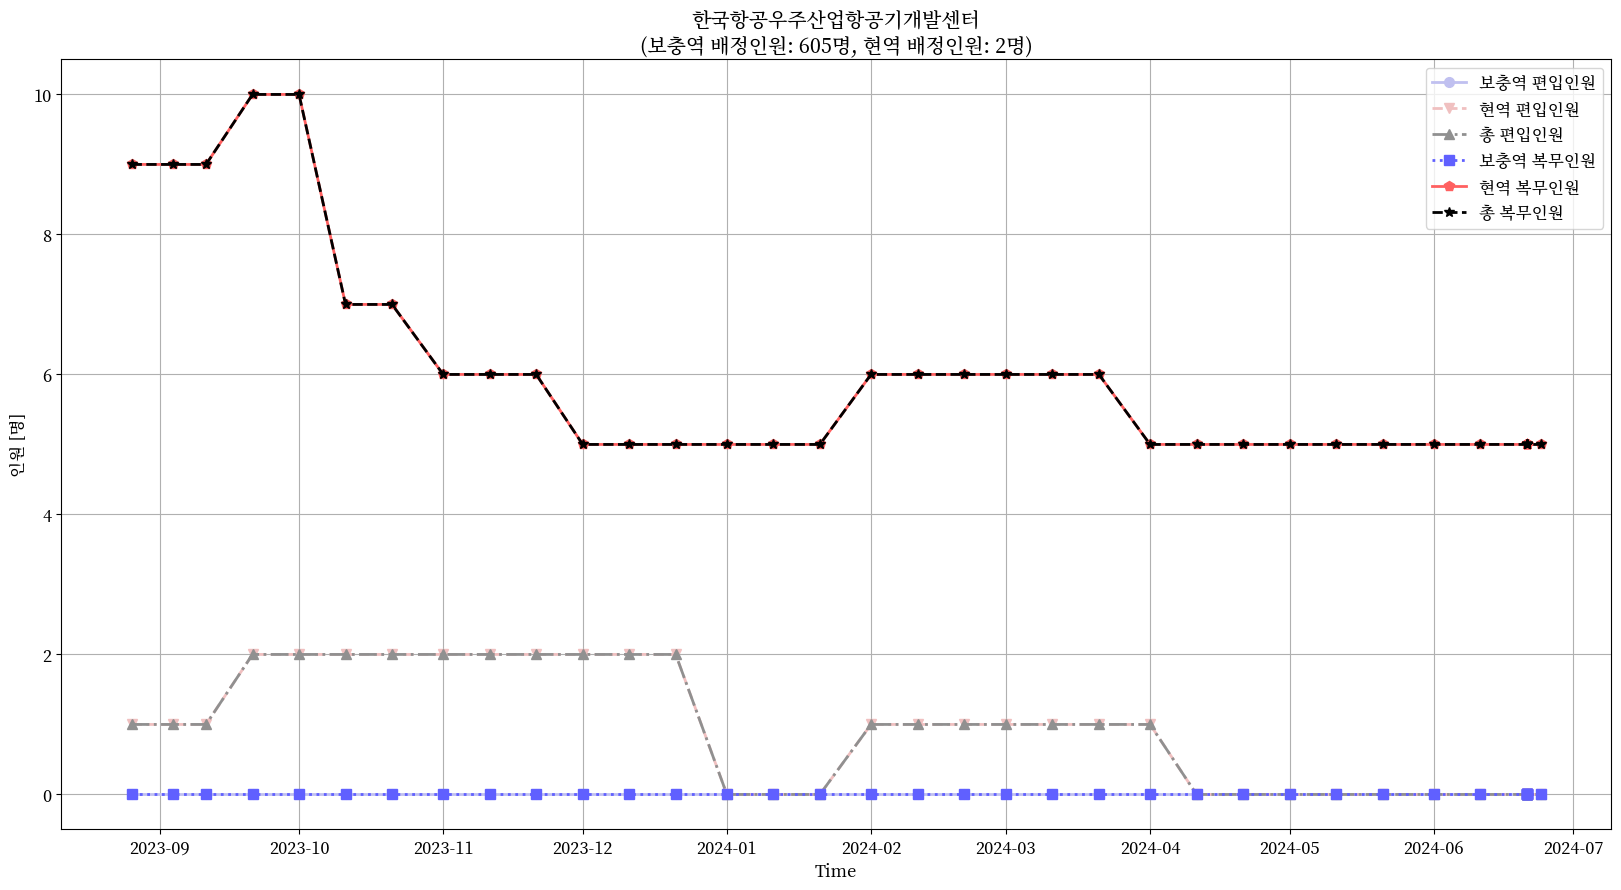 한국항공우주산업항공기개발센터
(보충역 배정인원: 605명, 현역 배정인원: 2명)
보충역 편입인원
현역 편입인원
총 편입인원
보충역 복무인원
현역 복무인원
총 복무인원
인원 [명]
10
8
6
4
2
0
2023-09
2023-10
2023-11
2023-12
2024-01
2024-02
2024-03
2024-04
2024-05
2024-06
2024-07
Time